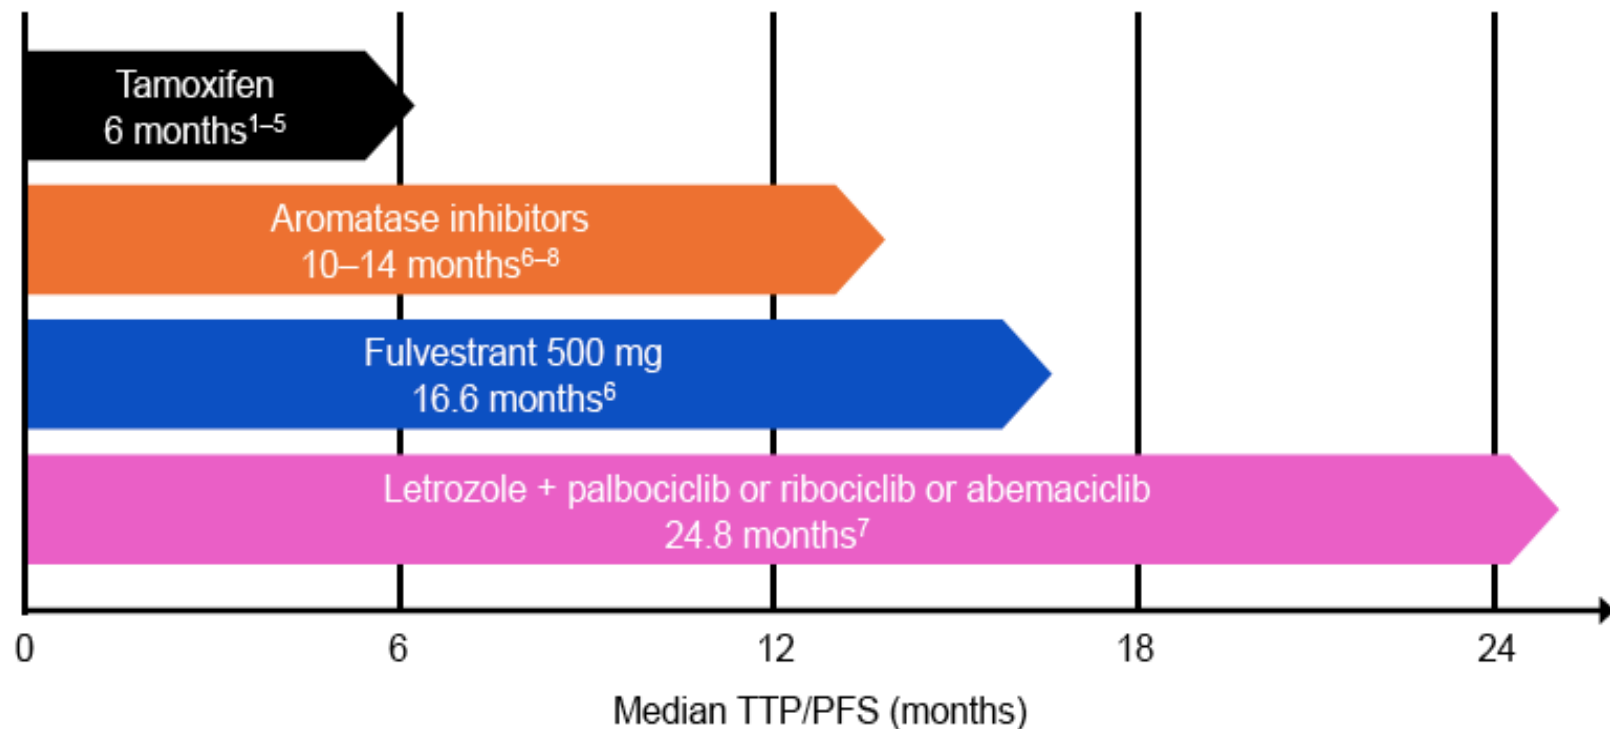 Tamoxifen
6 months¹⁻⁵
Aromatase inhibitors
10–14 months⁶⁻⁸
Fulvestrant 500 mg
16.6 months⁶
Letrozole + palbociclib or ribociclib or abemaciclib
24.8 months⁷
0 6 12 18 24
Median TTP/PFS (months)